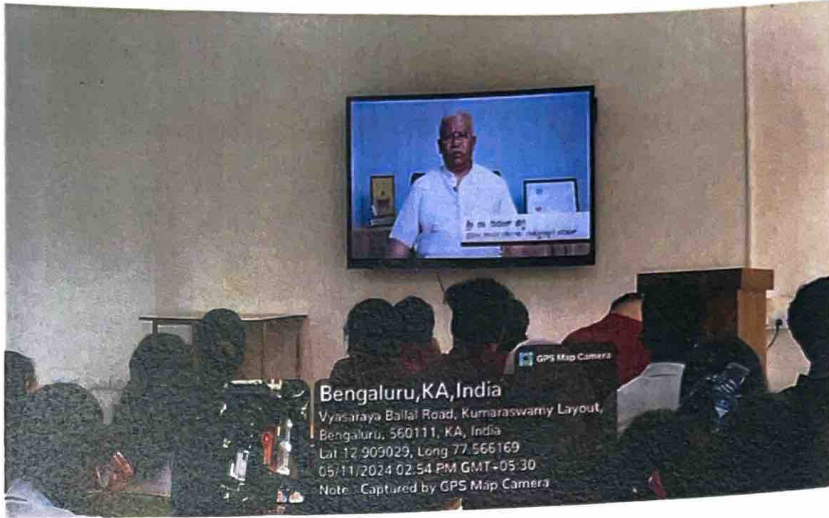 ಶ್ರೀ
GPS Map Camera
Bengaluru,KA,India
Vyasaraya Ballal Road, Kumaraswamy Layout,
Bengaluru, 560111, KA, India
Lat 12.909029, Long 77.566169
05/11/2024 02:54 PM GMT+05:30
Note : Captured by GPS Map Camera